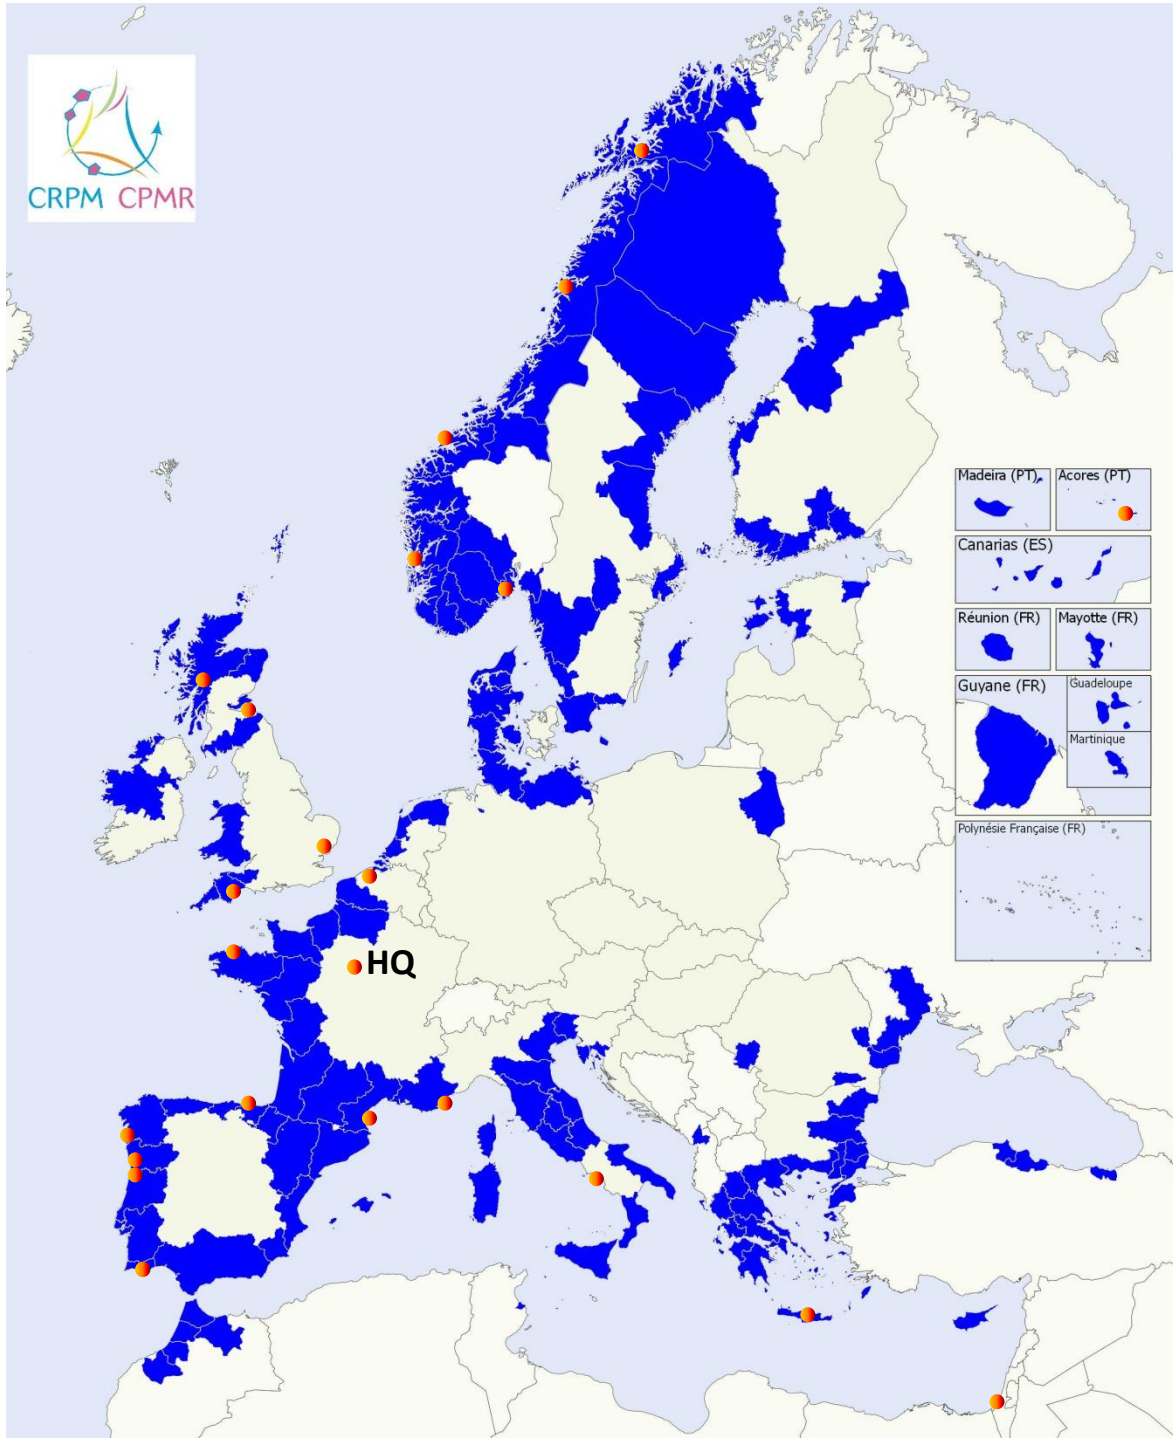 CRPM CPMR
Madeira (PT)
Acores (PT)
Canarias (ES)
Réunion (FR)
Mayotte (FR)
Guyane (FR)
Guadeloupe
Martinique
Polynésie Française (FR)
HQ